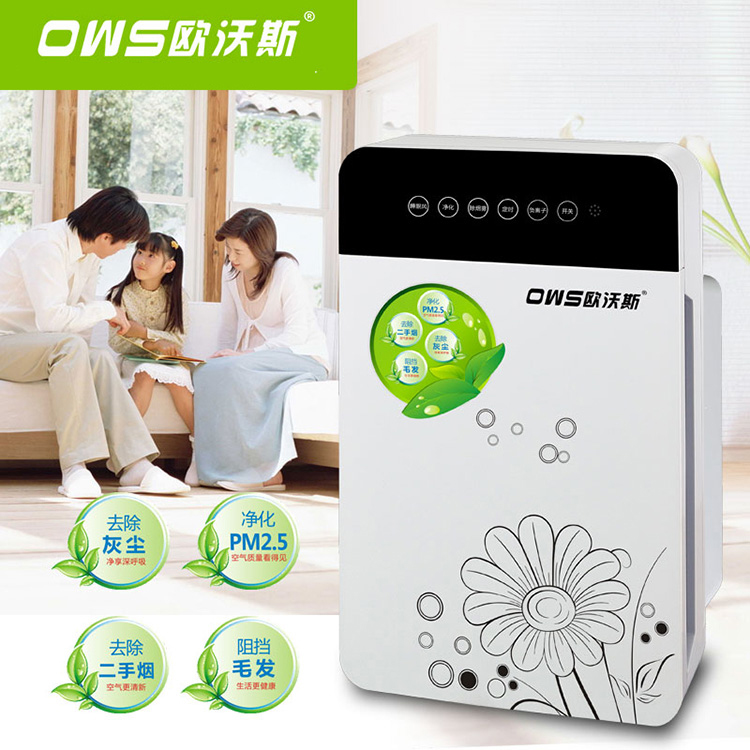 OWS欧沃斯®
睡眠风 净化 除烟雾 定时 负离子 开关
OWS欧沃斯®
净化
PM2.5
去除
二手烟
去除
灰尘
阻挡
毛发
去除
灰尘
净享深呼吸
净化
PM2.5
空气质量看得见
去除
二手烟
空气更清新
阻挡
毛发
生活更健康